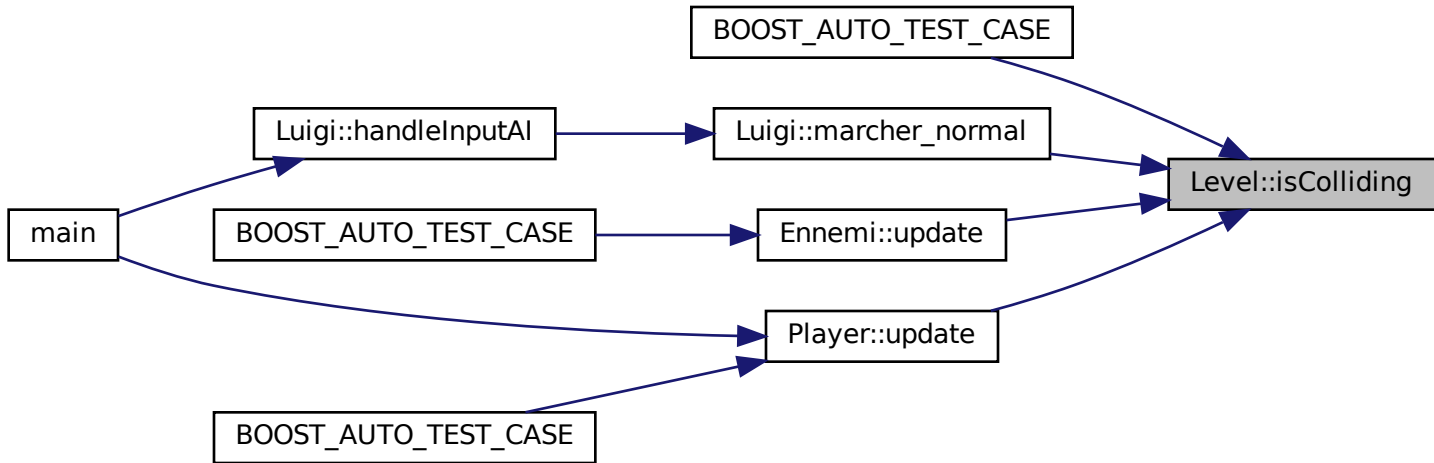 BOOST_AUTO_TEST_CASE
Luigi::handleInputAI
Luigi::marcher_normal
Level::isColliding
main
BOOST_AUTO_TEST_CASE
Ennemi::update
Player::update
BOOST_AUTO_TEST_CASE